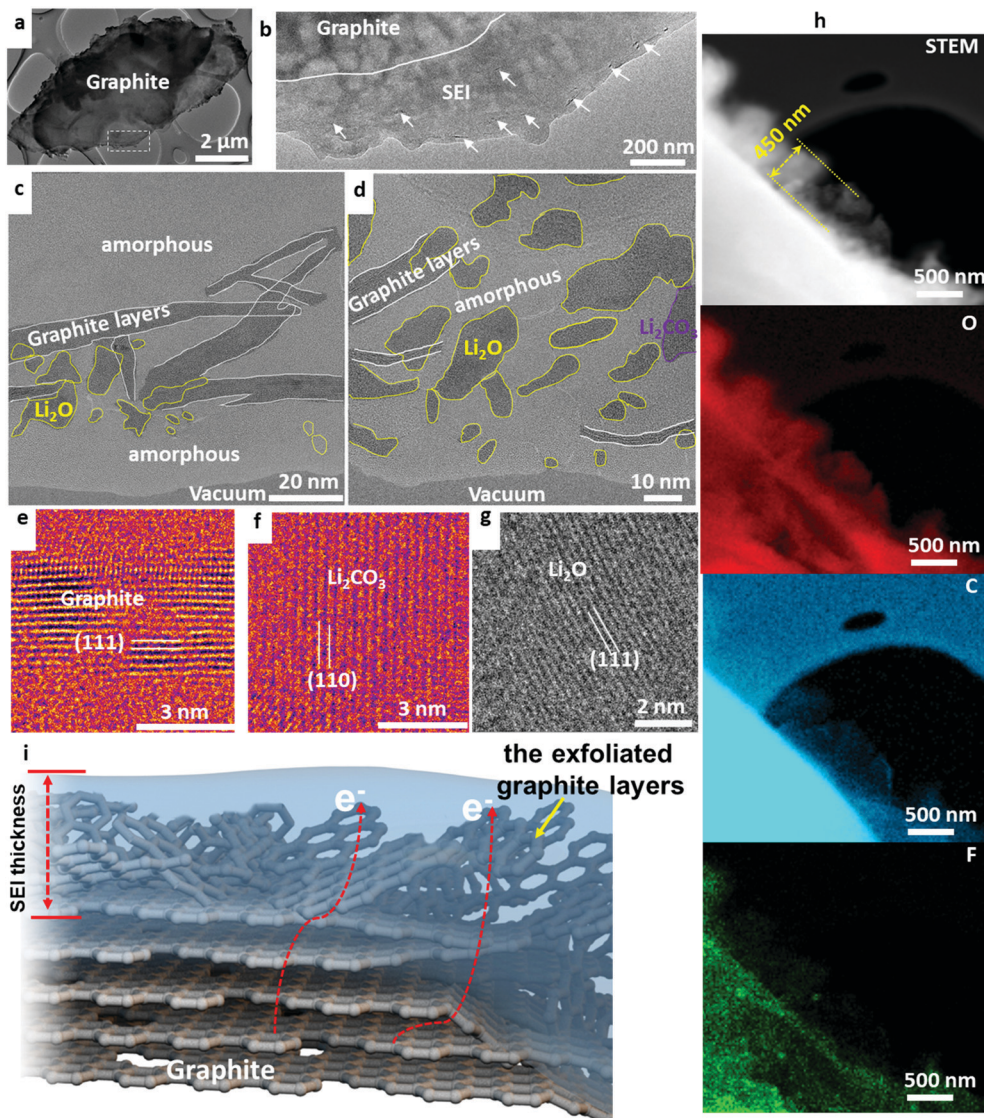 a
Graphite
2 μm
b
Graphite
SEI
200 nm
c
amorphous
Graphite layers
Li₂O
amorphous
Vacuum
20 nm
d
Graphite layers
amorphous
Li₂CO₃
Li₂O
Vacuum
10 nm
e
Graphite
(111)
3 nm
f
Li₂CO₃
(110)
3 nm
g
Li₂O
(111)
2 nm
h
STEM
450 nm
500 nm
O
500 nm
C
500 nm
F
500 nm
i
the exfoliated
graphite layers
e⁻
e⁻
SEI thickness
Graphite